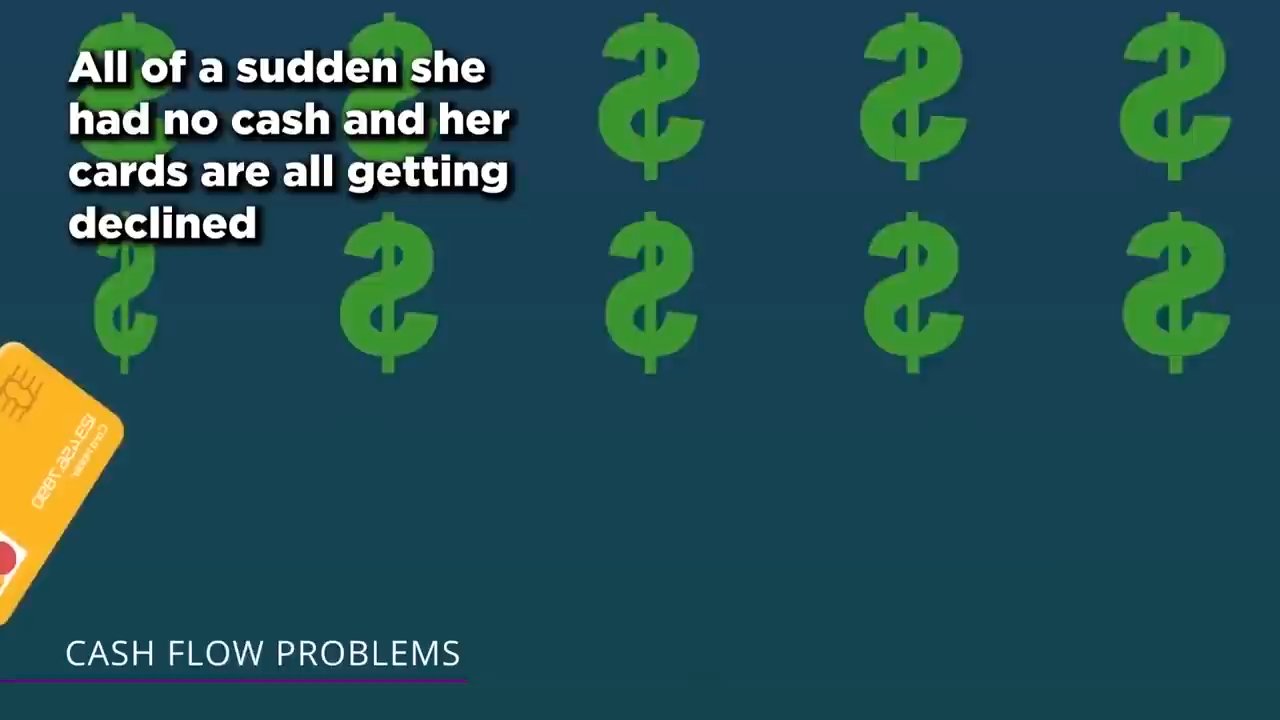 All of a sudden she
had no cash and her
cards are all getting
declined
CASH FLOW PROBLEMS